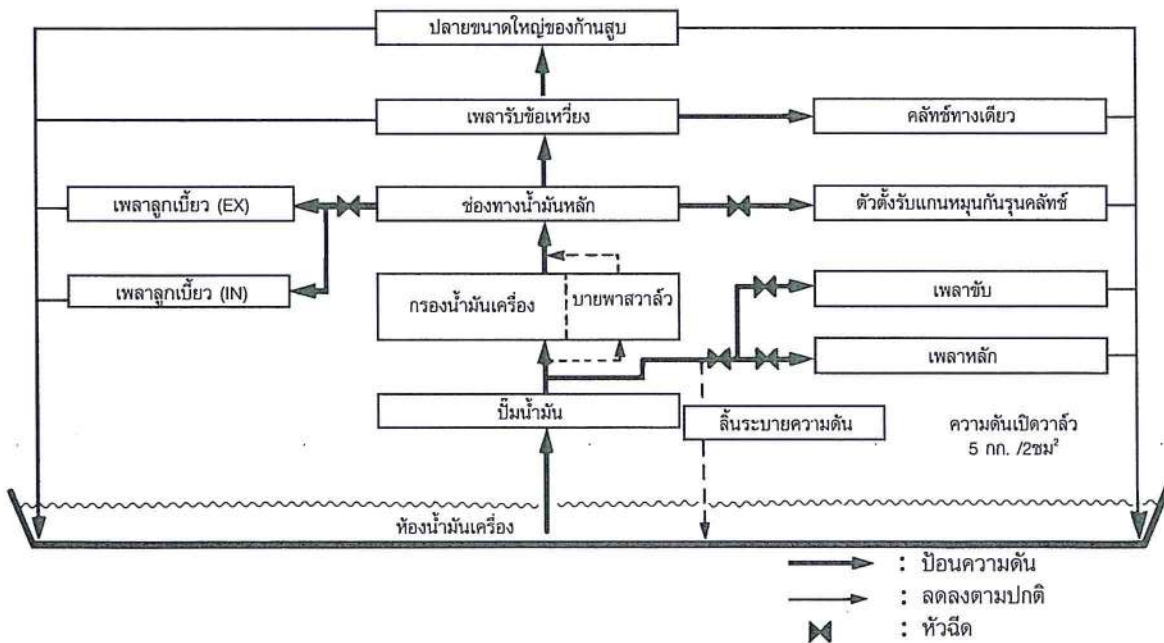 ปลายขนาดใหญ่ของก้านสูบ
เพลารับข้อเหวี่ยง
คลัทช์ทางเดียว
เพลาลูกเบี้ยว (EX)
ช่องทางน้ำมันหลัก
ตัวตั้งรับแกนหมุนกันรุนคลัทช์
เพลาลูกเบี้ยว (IN)
กรองน้ำมันเครื่อง
บายพาสวาล์ว
เพลาขับ
เพลาหลัก
ปั๊มน้ำมัน
ลิ้นระบายความดัน
ความดันเปิดวาล์ว
5 กก. /2ซม²
ห้องน้ำมันเครื่อง
: ป้อนความดัน
: ลดลงตามปกติ
: หัวฉีด